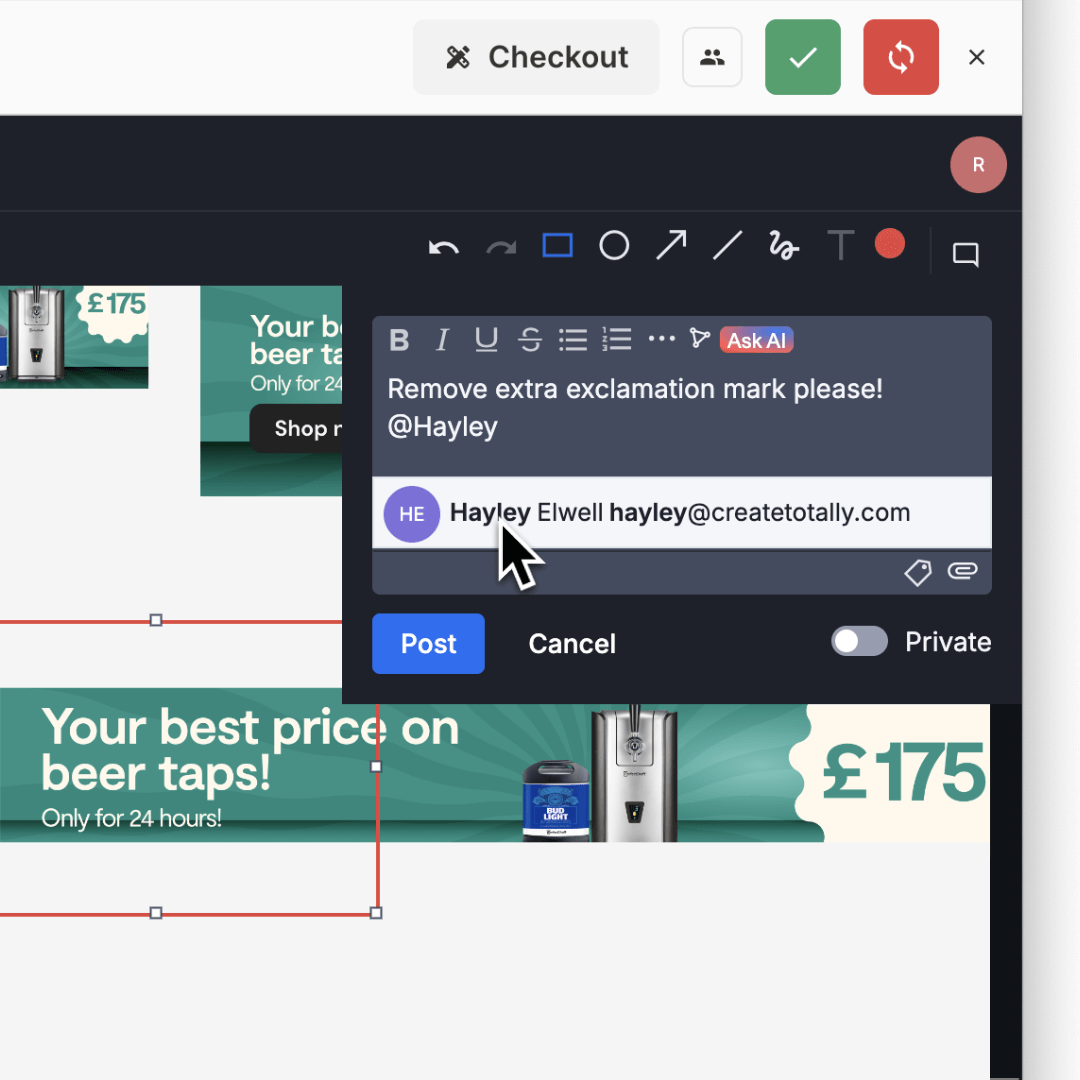 Checkout
R
T
£175
Your b
beer ta
Only for 24
Shop n
B I U S Ask AI
Remove extra exclamation mark please!
@Hayley
HE Hayley Elwell hayley@createtotally.com
Post Cancel Private
Your best price on
beer taps!
Only for 24 hours!
BUD
LIGHT
£175